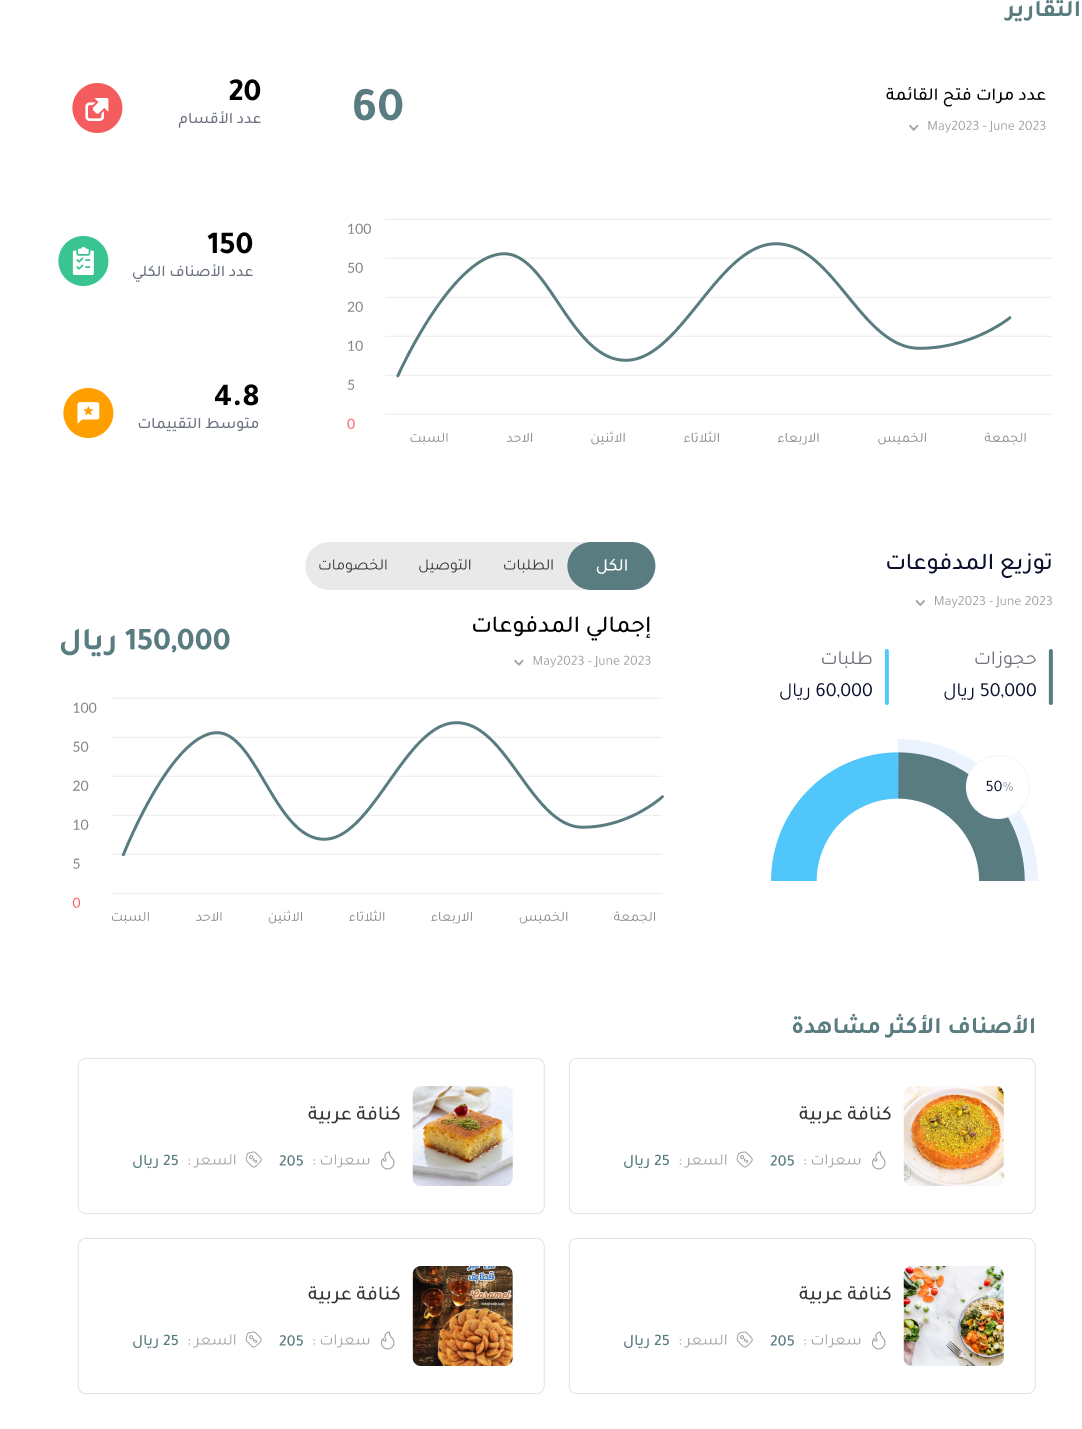 التقارير
عدد مرات فتح القائمة
May2023 - June 2023
60
20
عدد الأقسام
150
عدد الأصناف الكلي
4.8
متوسط التقييمات
100
50
20
10
5
0
السبت
الاحد
الاثنين
الثلاثاء
الاربعاء
الخميس
الجمعة
توزيع المدفوعات
May2023 - June 2023
حجوزات
50,000 ريال
طلبات
60,000 ريال
50%
الكل
الطلبات
التوصيل
الخصومات
إجمالي المدفوعات
May2023 - June 2023
150,000 ريال
100
50
20
10
5
0
السبت
الاحد
الاثنين
الثلاثاء
الاربعاء
الخميس
الجمعة
الأصناف الأكثر مشاهدة
كنافة عربية
سعرات : 205 السعر : 25 ريال
كنافة عربية
سعرات : 205 السعر : 25 ريال
كنافة عربية
سعرات : 205 السعر : 25 ريال
كنافة عربية
سعرات : 205 السعر : 25 ريال
قطايف
Caramel